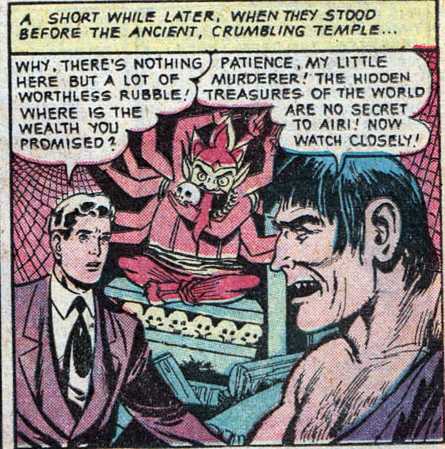 A SHORT WHILE LATER, WHEN THEY STOOD
BEFORE THE ANCIENT, CRUMBLING TEMPLE...
WHY, THERE'S NOTHING
HERE BUT A LOT OF
WORTHLESS RUBBLE!
WHERE IS THE
WEALTH YOU
PROMISED?
PATIENCE, MY LITTLE
MURDERER! THE HIDDEN
TREASURES OF THE WORLD
ARE NO SECRET
TO AIRI! NOW
WATCH CLOSELY!